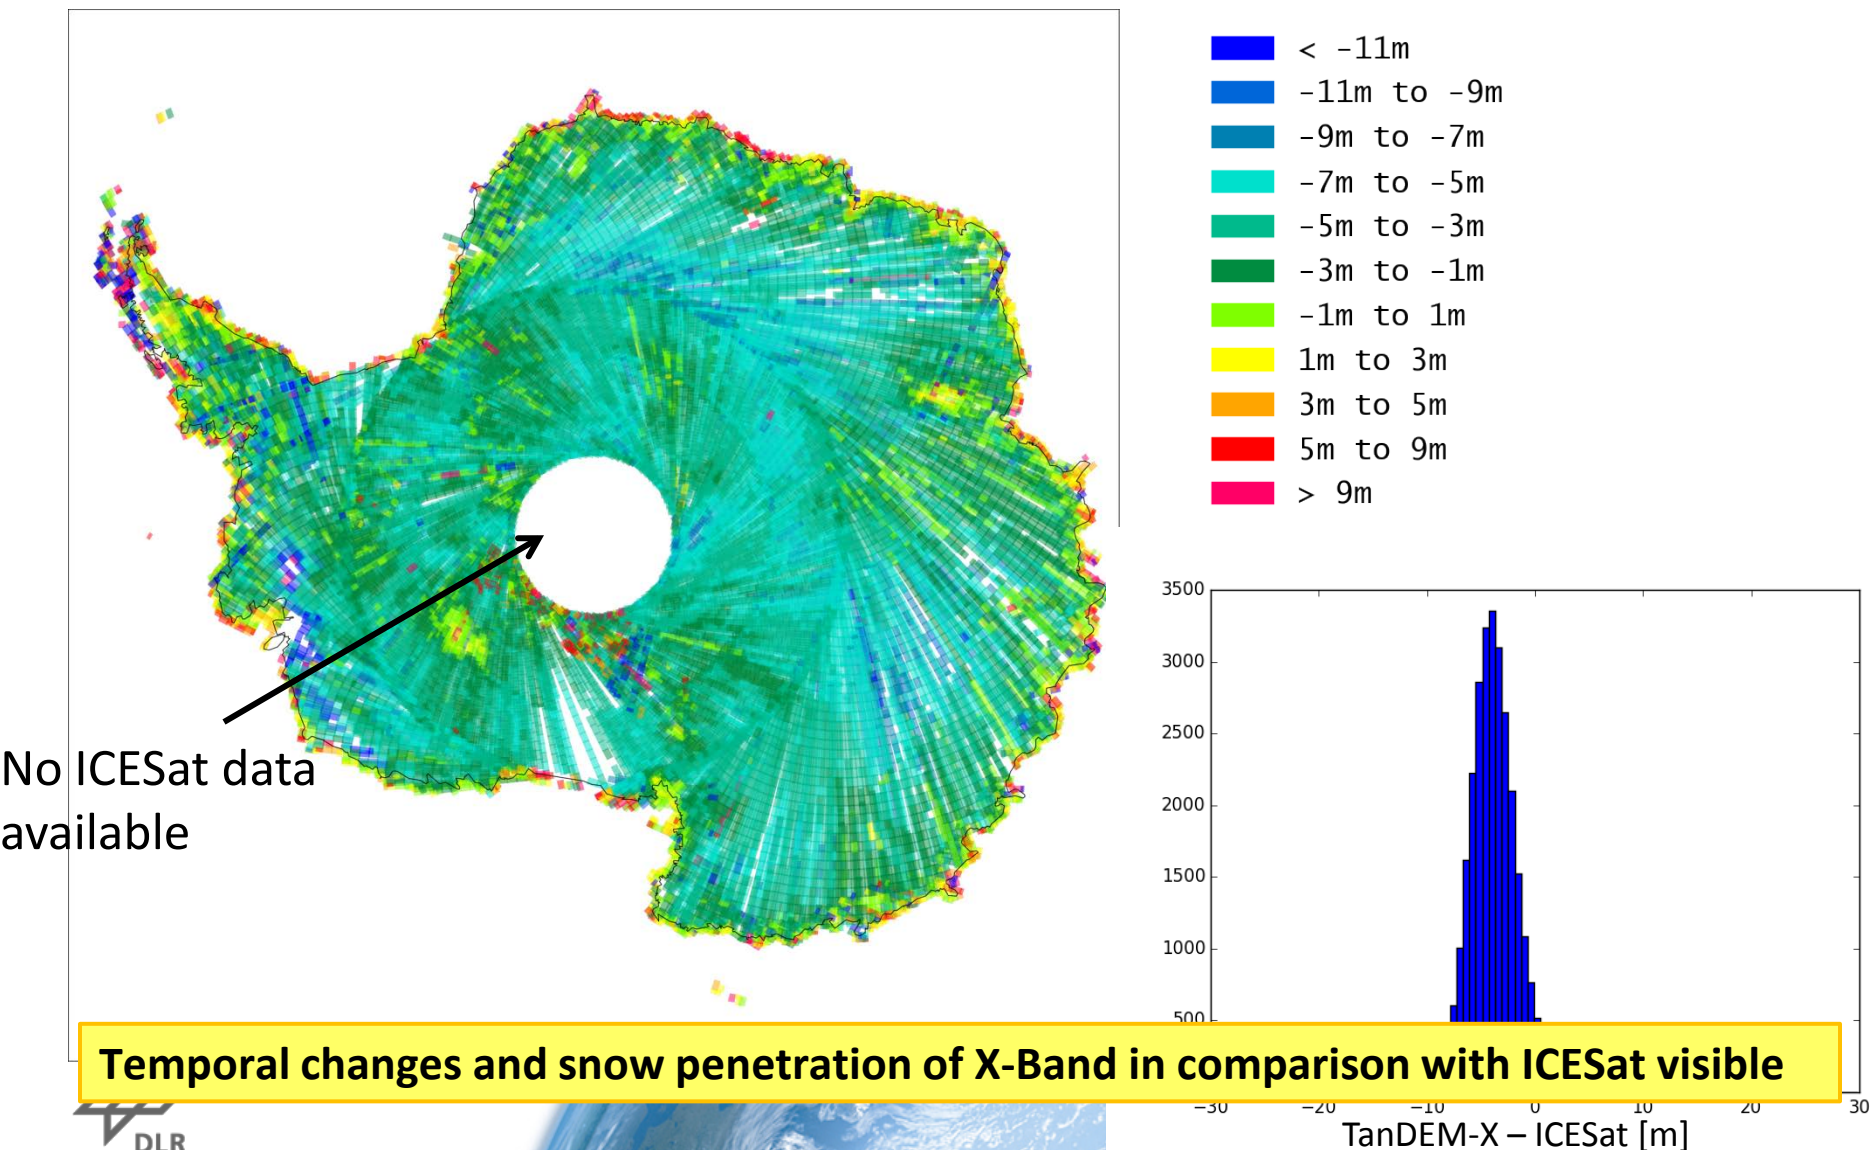 < -11m
-11m to -9m
-9m to -7m
-7m to -5m
-5m to -3m
-3m to -1m
-1m to 1m
1m to 3m
3m to 5m
5m to 9m
> 9m
No ICESat data
available
3500
3000
2500
2000
1500
1000
500
Temporal changes and snow penetration of X-Band in comparison with ICESat visible
−30 −20 −10 0 10 20 30
TanDEM-X – ICESat [m]
DLR